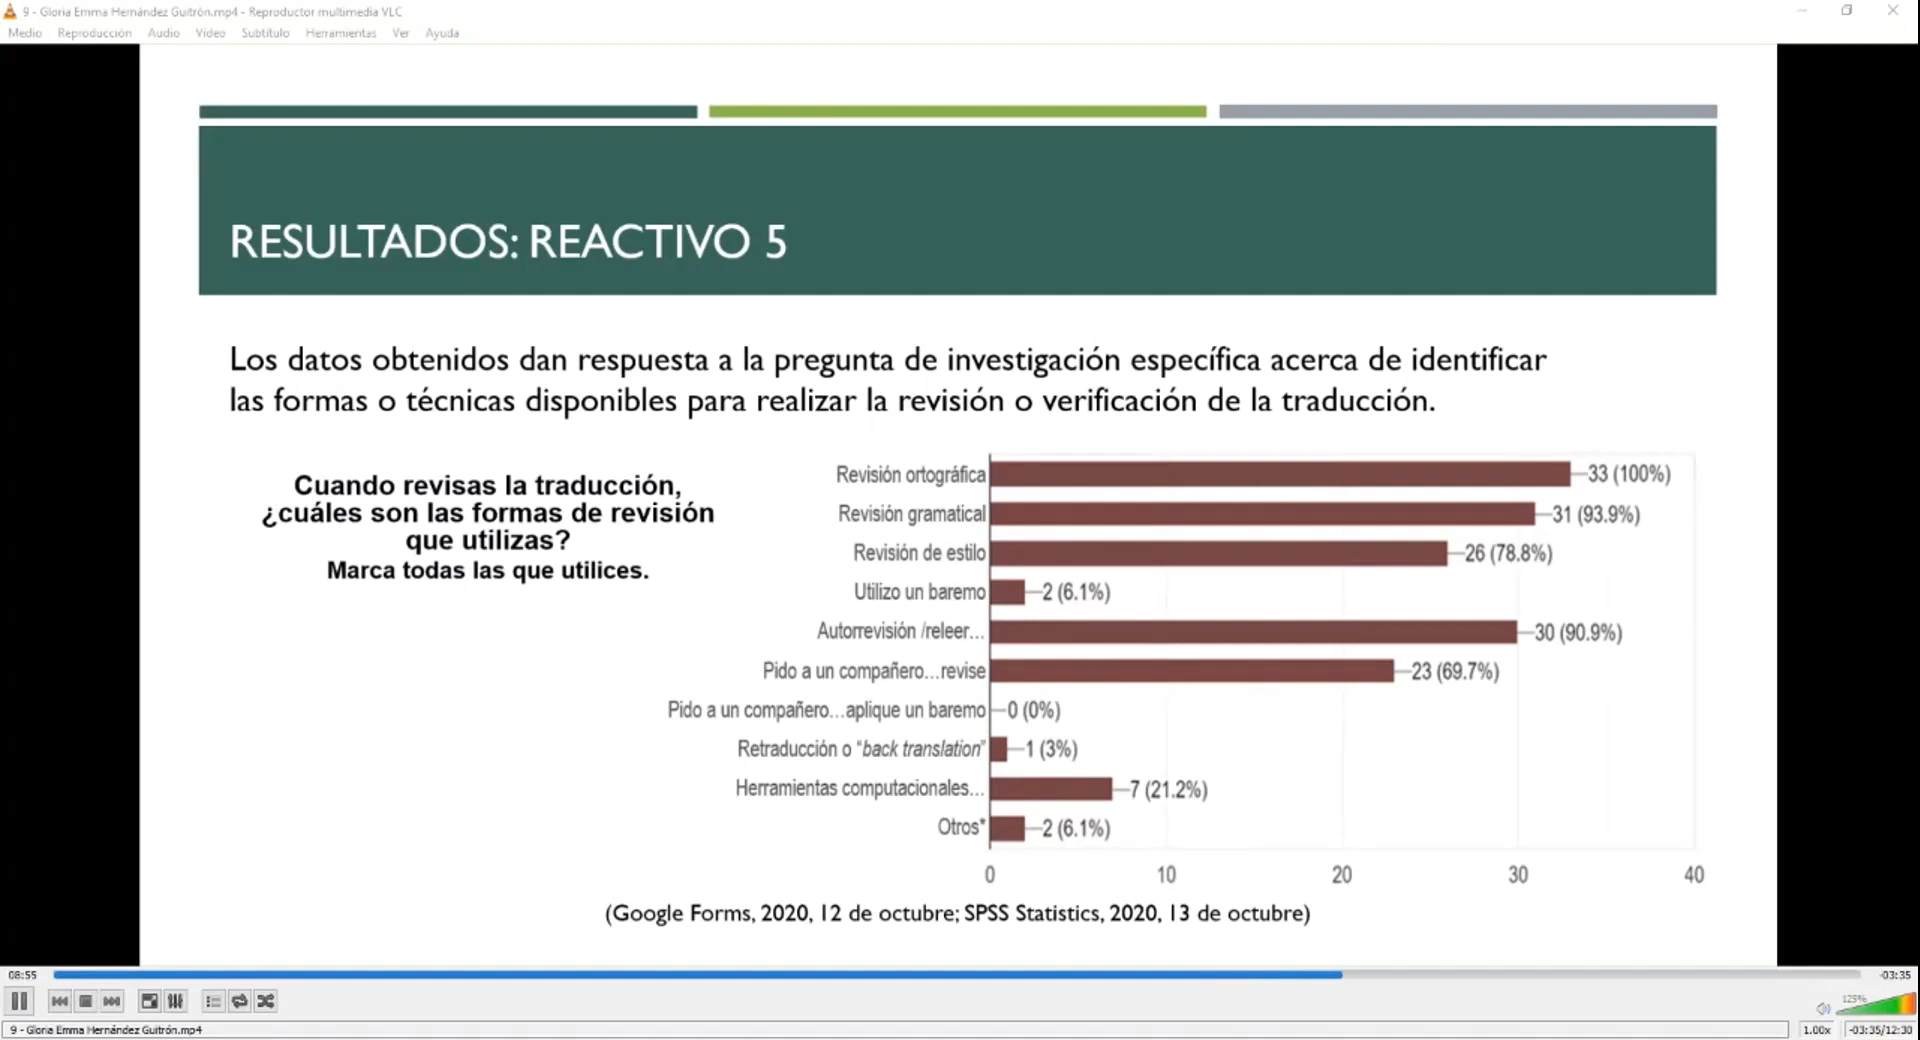 9 - Gloria Emma Hernández Guitrón.mp4 - Reproductor multimedia VLC
Medio Reproducción Audio Video Subtítulo Herramientas Ver Ayuda
RESULTADOS: REACTIVO 5
Los datos obtenidos dan respuesta a la pregunta de investigación específica acerca de identificar
las formas o técnicas disponibles para realizar la revisión o verificación de la traducción.
Cuando revisas la traducción,
¿cuáles son las formas de revisión
que utilizas?
Marca todas las que utilices.
Revisión ortográfica 33 (100%)
Revisión gramatical 31 (93.9%)
Revisión de estilo 26 (78.8%)
Utilizo un baremo 2 (6.1%)
Autorrevisión /releer... 30 (90.9%)
Pido a un compañero...revise 23 (69.7%)
Pido a un compañero...aplique un baremo 0 (0%)
Retraducción o “back translation” 1 (3%)
Herramientas computacionales... 7 (21.2%)
Otros* 2 (6.1%)
0 10 20 30 40
(Google Forms, 2020, 12 de octubre; SPSS Statistics, 2020, 13 de octubre)
08:55 -03:35
125%
9 - Gloria Emma Hernández Guitrón.mp4 1.00x -03:35/12:30